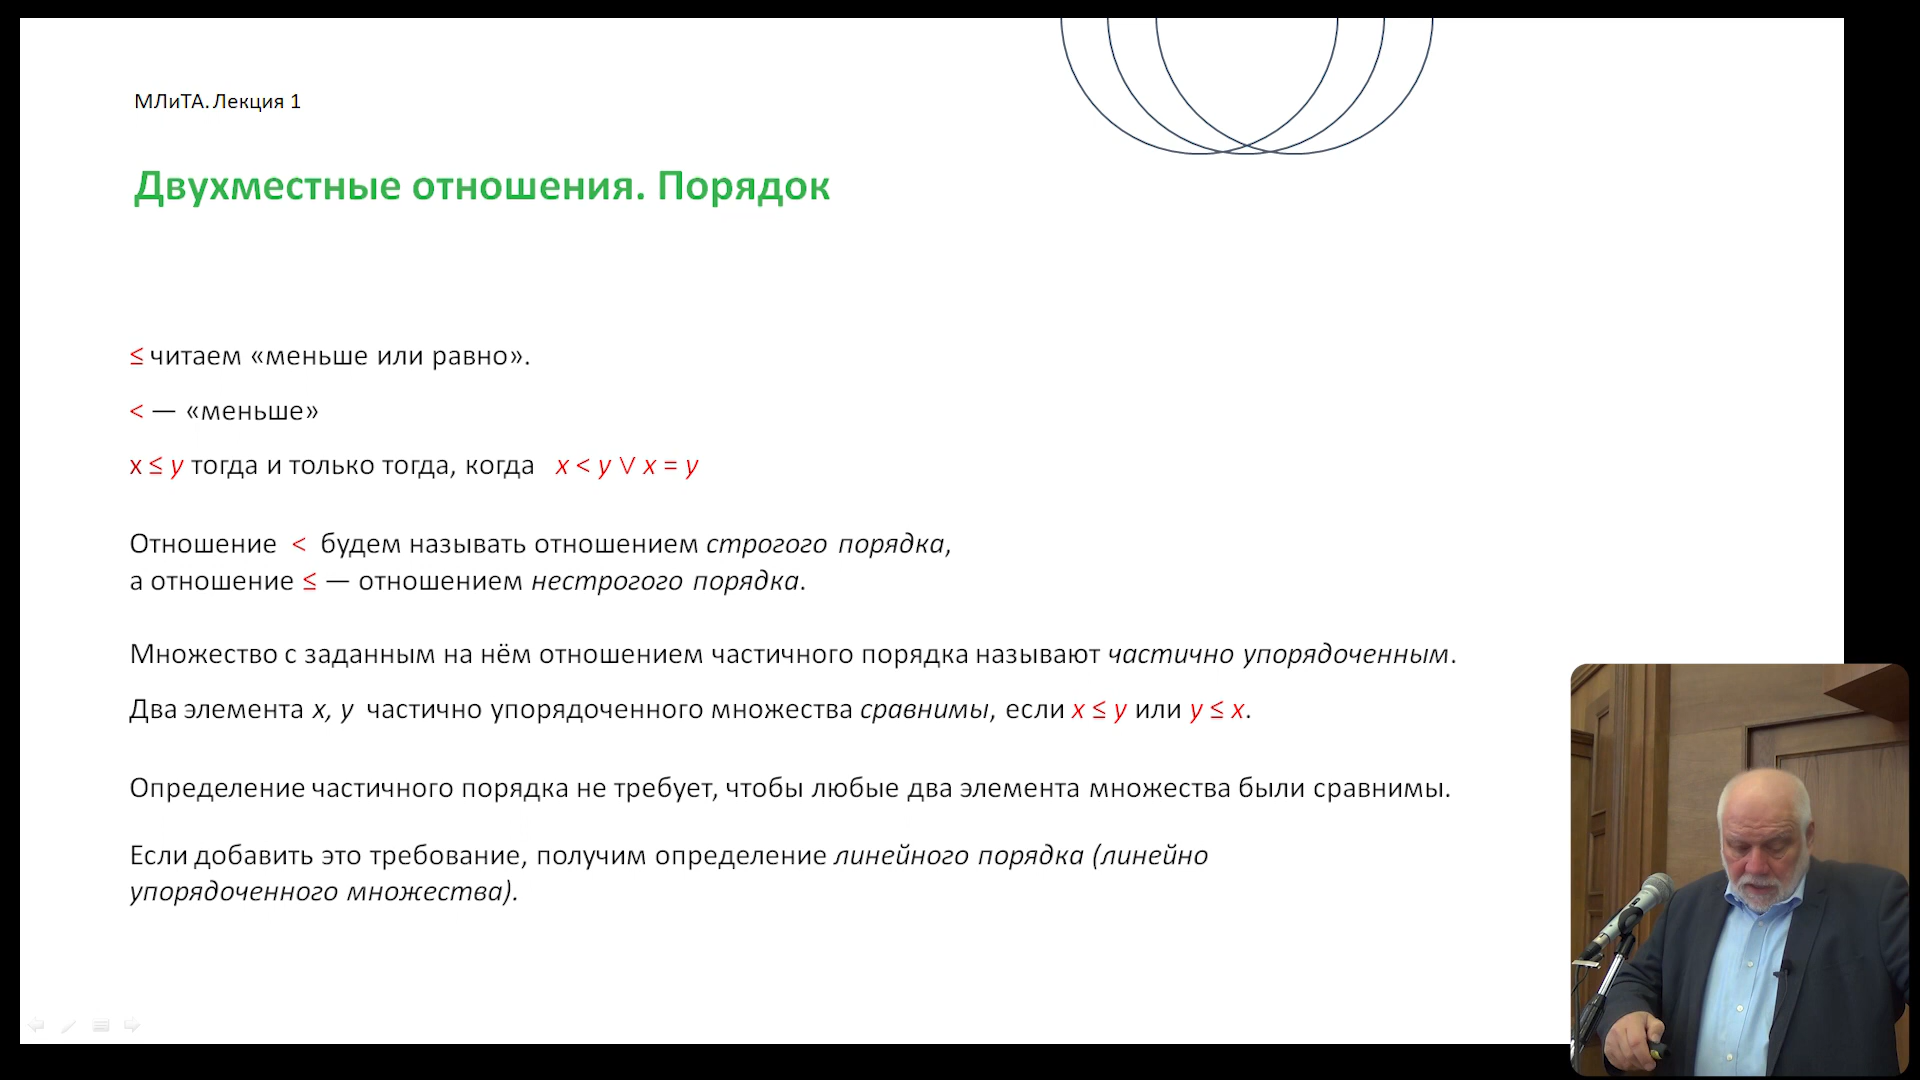 МЛиТА. Лекция 1
Двухместные отношения. Порядок
≤ читаем «меньше или равно».
< — «меньше»
x ≤ y тогда и только тогда, когда x < y ∨ x = y
Отношение < будем называть отношением строгого порядка,
а отношение ≤ — отношением нестрогого порядка.
Множество с заданным на нём отношением частичного порядка называют частично упорядоченным.
Два элемента x, y частично упорядоченного множества сравнимы, если x ≤ y или y ≤ x.
Определение частичного порядка не требует, чтобы любые два элемента множества были сравнимы.
Если добавить это требование, получим определение линейного порядка (линейно
упорядоченного множества).